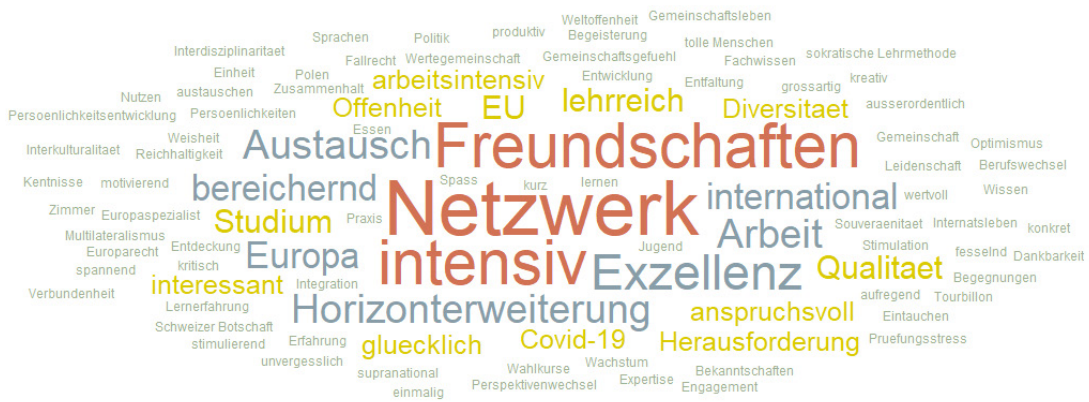 Weltoffenheit Gemeinschaftsleben
Sprachen Politik produktiv Begeisterung
Interdisziplinaritaet Fallrecht Wertegemeinschaft Gemeinschaftsgefuehl tolle Menschen sokratische Lehrmethode
Einheit Polen arbeitsintensiv Entwicklung Fachwissen kreativ
Nutzen austauschen Zusammenhalt lehrreich Entfaltung grossartig
Persoenlichkeitsentwicklung Persoenlichkeiten Offenheit EU Diversitaet ausserordentlich
Weisheit Essen Freundschaften Gemeinschaft Optimismus
Interkulturalitaet Reichhaltigkeit Austausch Leidenschaft Berufswechsel
Kentnisse motivierend bereichernd Spass kurz lernen international wertvoll Wissen
Zimmer Europaspezialist Studium Praxis Netzwerk Souveraenitaet Internatsleben konkret
Multilateralismus Entdeckung Arbeit
Europarecht Europa Jugend Stimulation fesselnd Dankbarkeit
spannend kritisch intensiv Exzellenz Qualitaet Begegnungen
Verbundenheit interessant Integration aufregend Tourbillon
Lernerfahrung Horizonterweiterung anspruchsvoll Eintauchen
Schweizer Botschaft Erfahrung Covid-19 Herausforderung Pruefungsstress
stimulierend gluecklich
unvergesslich Wahlkurse Wachstum
supranational Perspektivenwechsel Expertise Bekanntschaften
einmalig Engagement